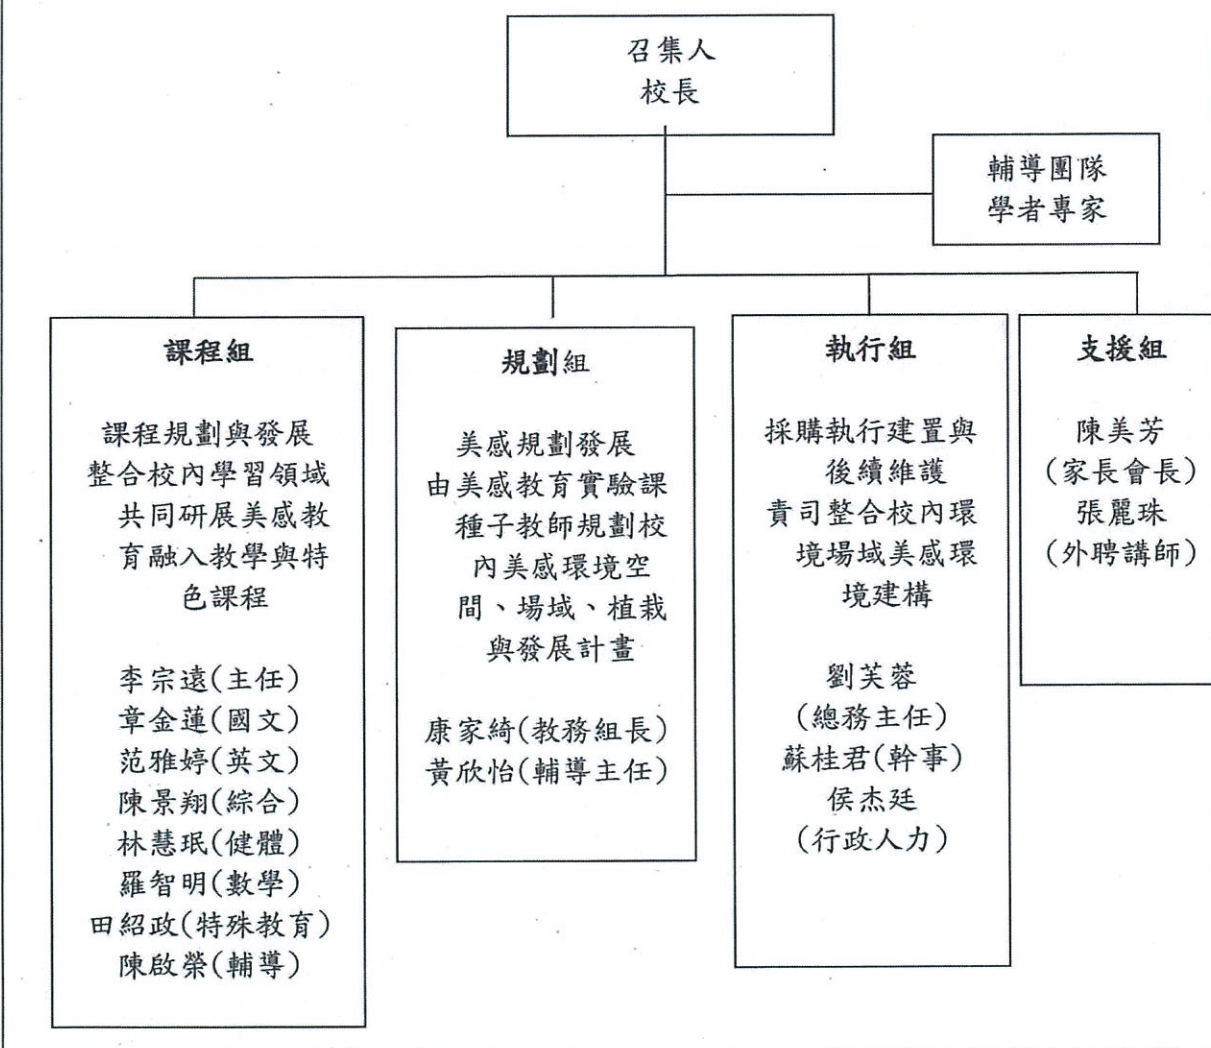 召集人
校長
輔導團隊
學者專家
課程組
課程規劃與發展
整合校內學習領域
共同研展美感教
育融入教學與特
色課程
李宗遠(主任)
章金蓮(國文)
范雅婷(英文)
陳景翔(綜合)
林慧珉(健體)
羅智明(數學)
田紹政(特殊教育)
陳啟榮(輔導)
規劃組
美感規劃發展
由美感教育實驗課
種子教師規劃校
內美感環境空
間、場域、植栽
與發展計畫
康家綺(教務組長)
黃欣怡(輔導主任)
執行組
採購執行建置與
後續維護
責司整合校內環
境場域美感環
境建構
劉芙蓉
(總務主任)
蘇桂君(幹事)
侯杰廷
(行政人力)
支援組
陳美芳
(家長會長)
張麗珠
(外聘講師)